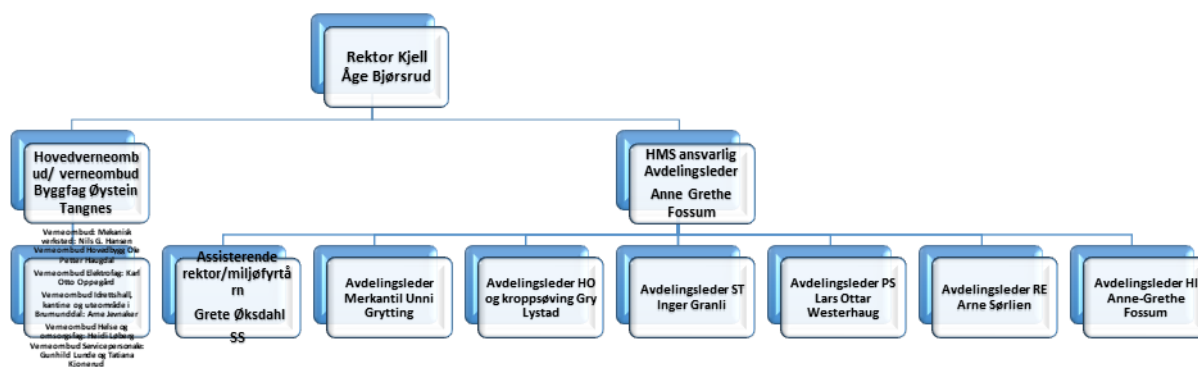 Rektor Kjell
Åge Bjørsrud
Hovedverneomb
ud/ verneombud
Byggfag Øystein
Tangnes
HMS ansvarlig
Avdelingsleder
Anne Grethe
Fossum
Verneombud: Mekanisk
verksted: Nils G. Hansen
Verneombud Hovedbygg Ole
Petter Haugdal
Verneombud Elektrofag: Karl
Otto Oppegård
Verneombud Idrettshall,
kantine og uteområde i
Brumunddal: Arne Jevnaker
Verneombud Helse og
omsorgsfag: Heidi Løberg
Verneombud Servicepersonale:
Gunhild Lunde og Tatiana
Kjonerud
Assisterende
rektor/miljøfyrtå
rn
Grete Øksdahl
SS
Avdelingsleder
Merkantil Unni
Grytting
Avdelingsleder HO
og kroppsøving Gry
Lystad
Avdelingsleder ST
Inger Granli
Avdelingsleder PS
Lars Ottar
Westerhaug
Avdelingsleder RE
Arne Sørlien
Avdelingsleder HI
Anne-Grethe
Fossum